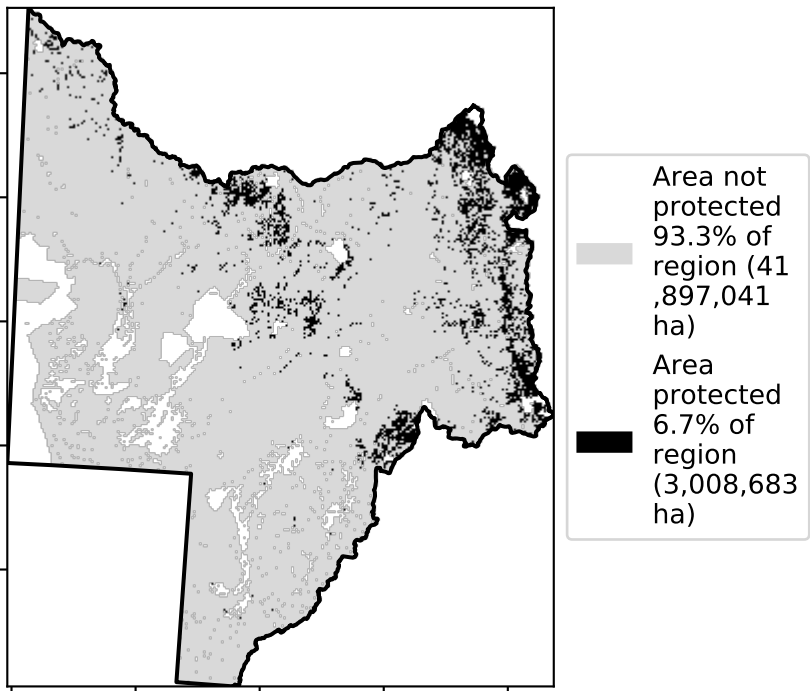 Area not
protected
93.3% of
region (41
,897,041
ha)
Area
protected
6.7% of
region
(3,008,683
ha)